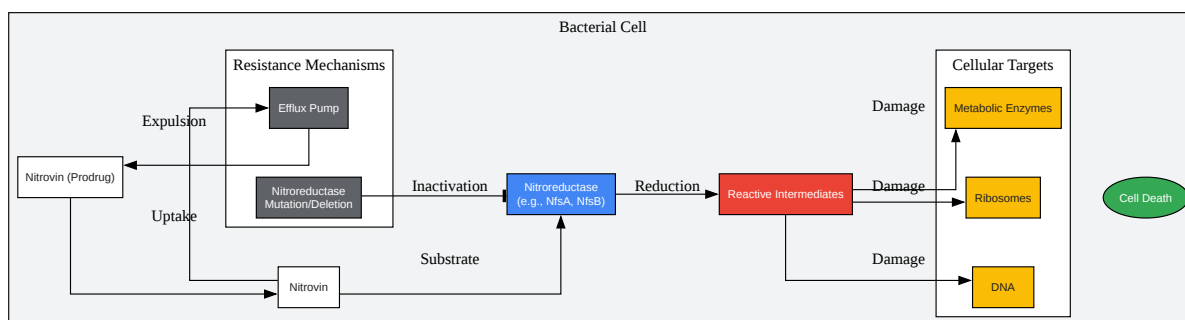 Bacterial Cell
Resistance Mechanisms
Cellular Targets
Efflux Pump
Damage
Metabolic Enzymes
Expulsion
Nitrovin (Prodrug)
Nitroreductase
Mutation/Deletion
Inactivation
Nitroreductase
(e.g., NfsA, NfsB)
Reduction
Reactive Intermediates
Damage
Ribosomes
Cell Death
Uptake
Substrate
Damage
Nitrovin
DNA